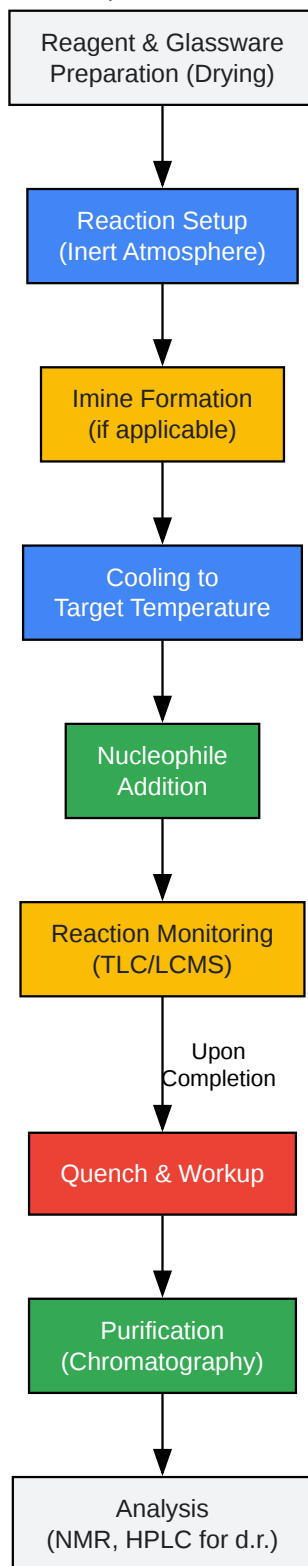 Reagent & Glassware
Preparation (Drying)
Reaction Setup
(Inert Atmosphere)
Imine Formation
(if applicable)
Cooling to
Target Temperature
Nucleophile
Addition
Reaction Monitoring
(TLC/LCMS)
Upon
Completion
Quench & Workup
Purification
(Chromatography)
Analysis
(NMR, HPLC for d.r.)